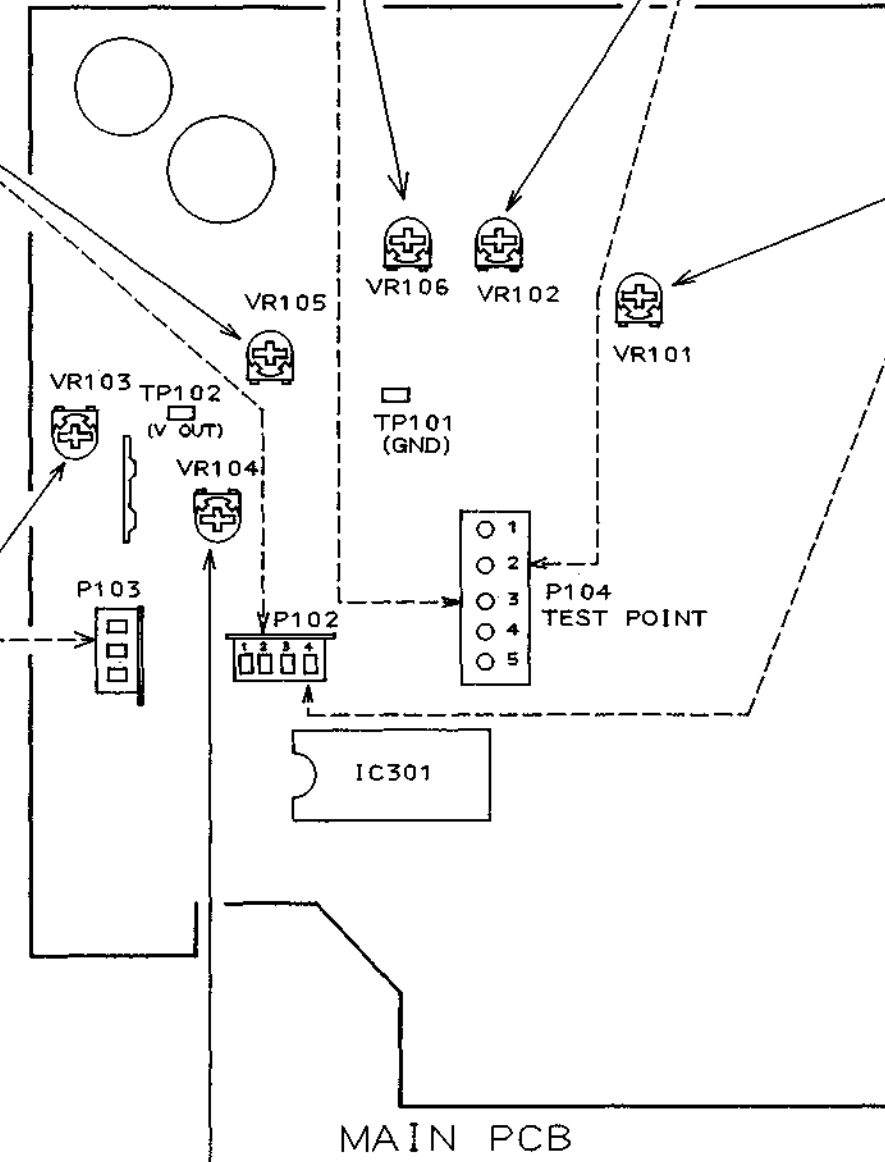 VR106
VR102
VR105
VR101
VR103
TP102
(V OUT)
TP101
(GND)
VR104
1
2
3
4
5
P103
P104
TEST POINT
P102
1 2 3 4
IC301
MAIN PCB